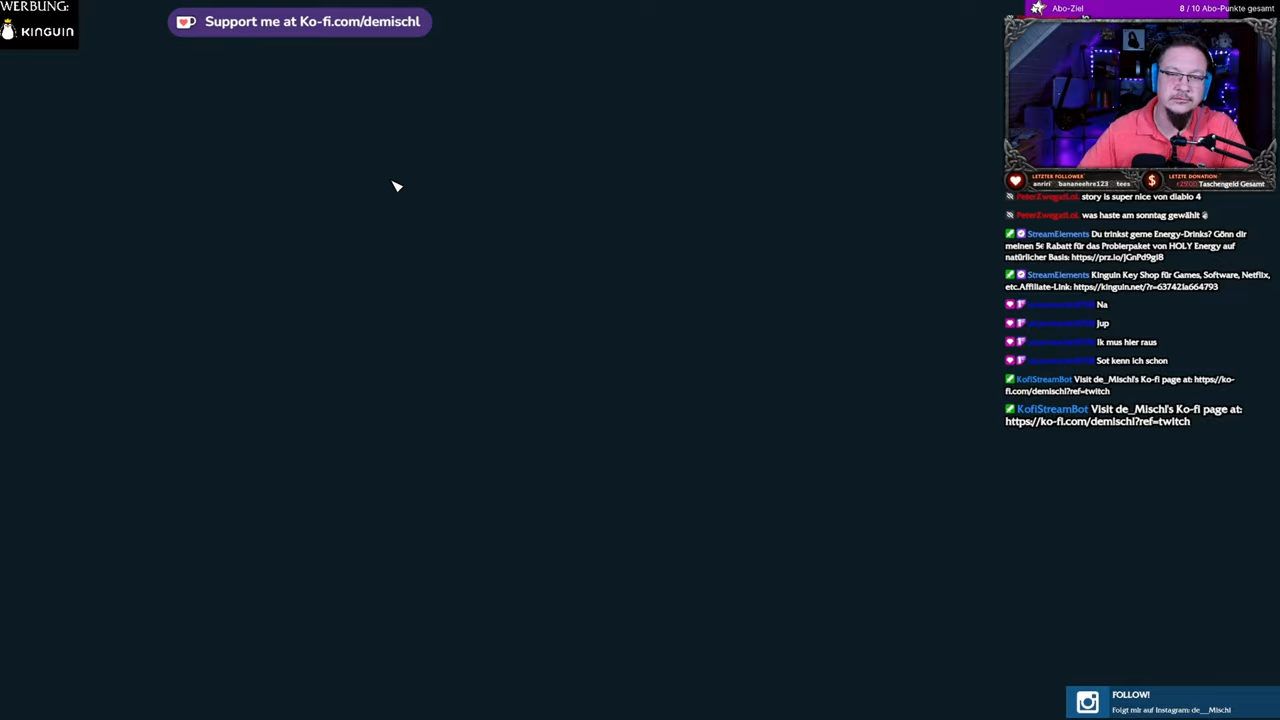 WERBUNG:
KINGUIN
Support me at Ko-fi.com/demischl
Abo-Ziel
8 / 10 Abo-Punkte gesamt
LETZTER FOLLOWER
anriri bananeehre123 tees
LETZTE DONATION
Taschengeld Gesamt
PeterZwegatLoL story is super nice von diablo 4
PeterZwegatLoL was haste am sonntag gewählt
StreamElements Du trinkst gerne Energy-Drinks? Gönn dir
meinen 5€ Rabatt für das Probierpaket von HOLY Energy auf
natürlicher Basis: https://prz.io/JGnPd9gi8
StreamElements Kinguin Key Shop für Games, Software, Netflix,
etc.Affiliate-Link: https://kinguin.net/?r=637421a664793
Na
Jup
Ik mus hier raus
Sot kenn ich schon
KofiStreamBot Visit de_Mischl's Ko-fi page at: https://ko-
fi.com/demischl?ref=twitch
KofiStreamBot Visit de_Mischl's Ko-fi page at:
https://ko-fi.com/demischl?ref=twitch
FOLLOW!
Folgt mir auf Instagram: de__Mischl